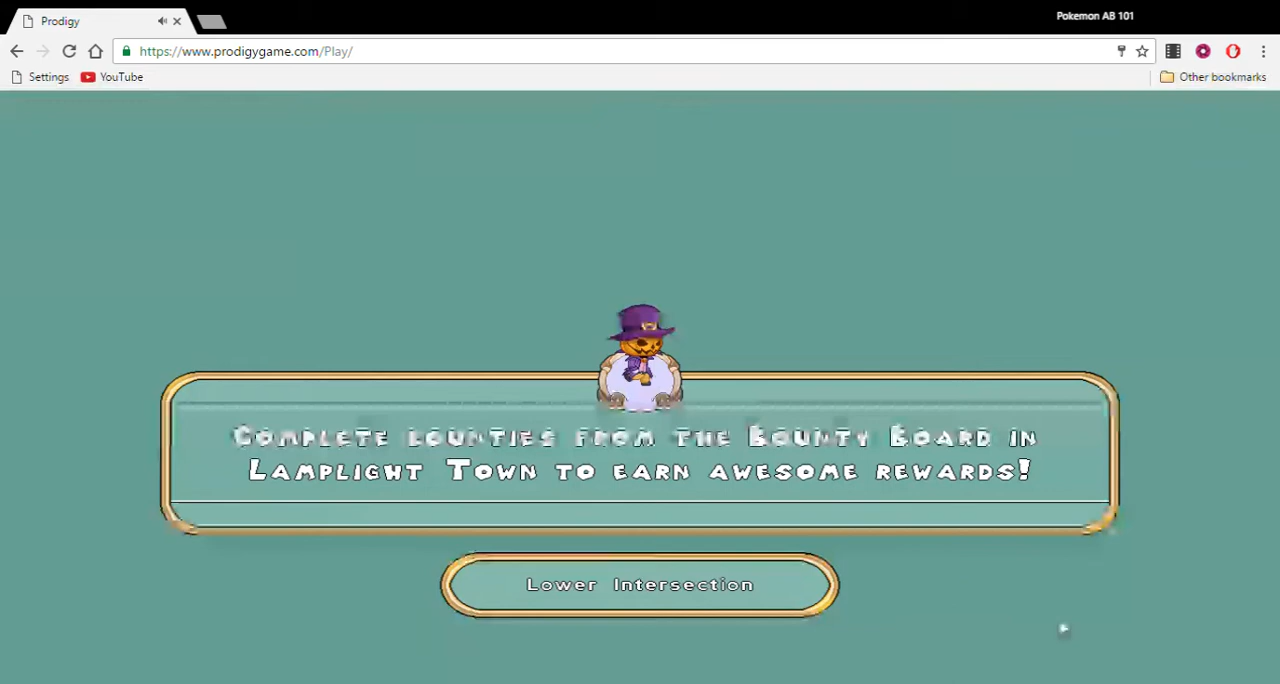 Prodigy
Pokemon AB 101
https://www.prodigygame.com/Play/
Settings
YouTube
Other bookmarks
Complete bounties from the Bounty Board in
Lamplight Town to earn awesome rewards!
Lower Intersection